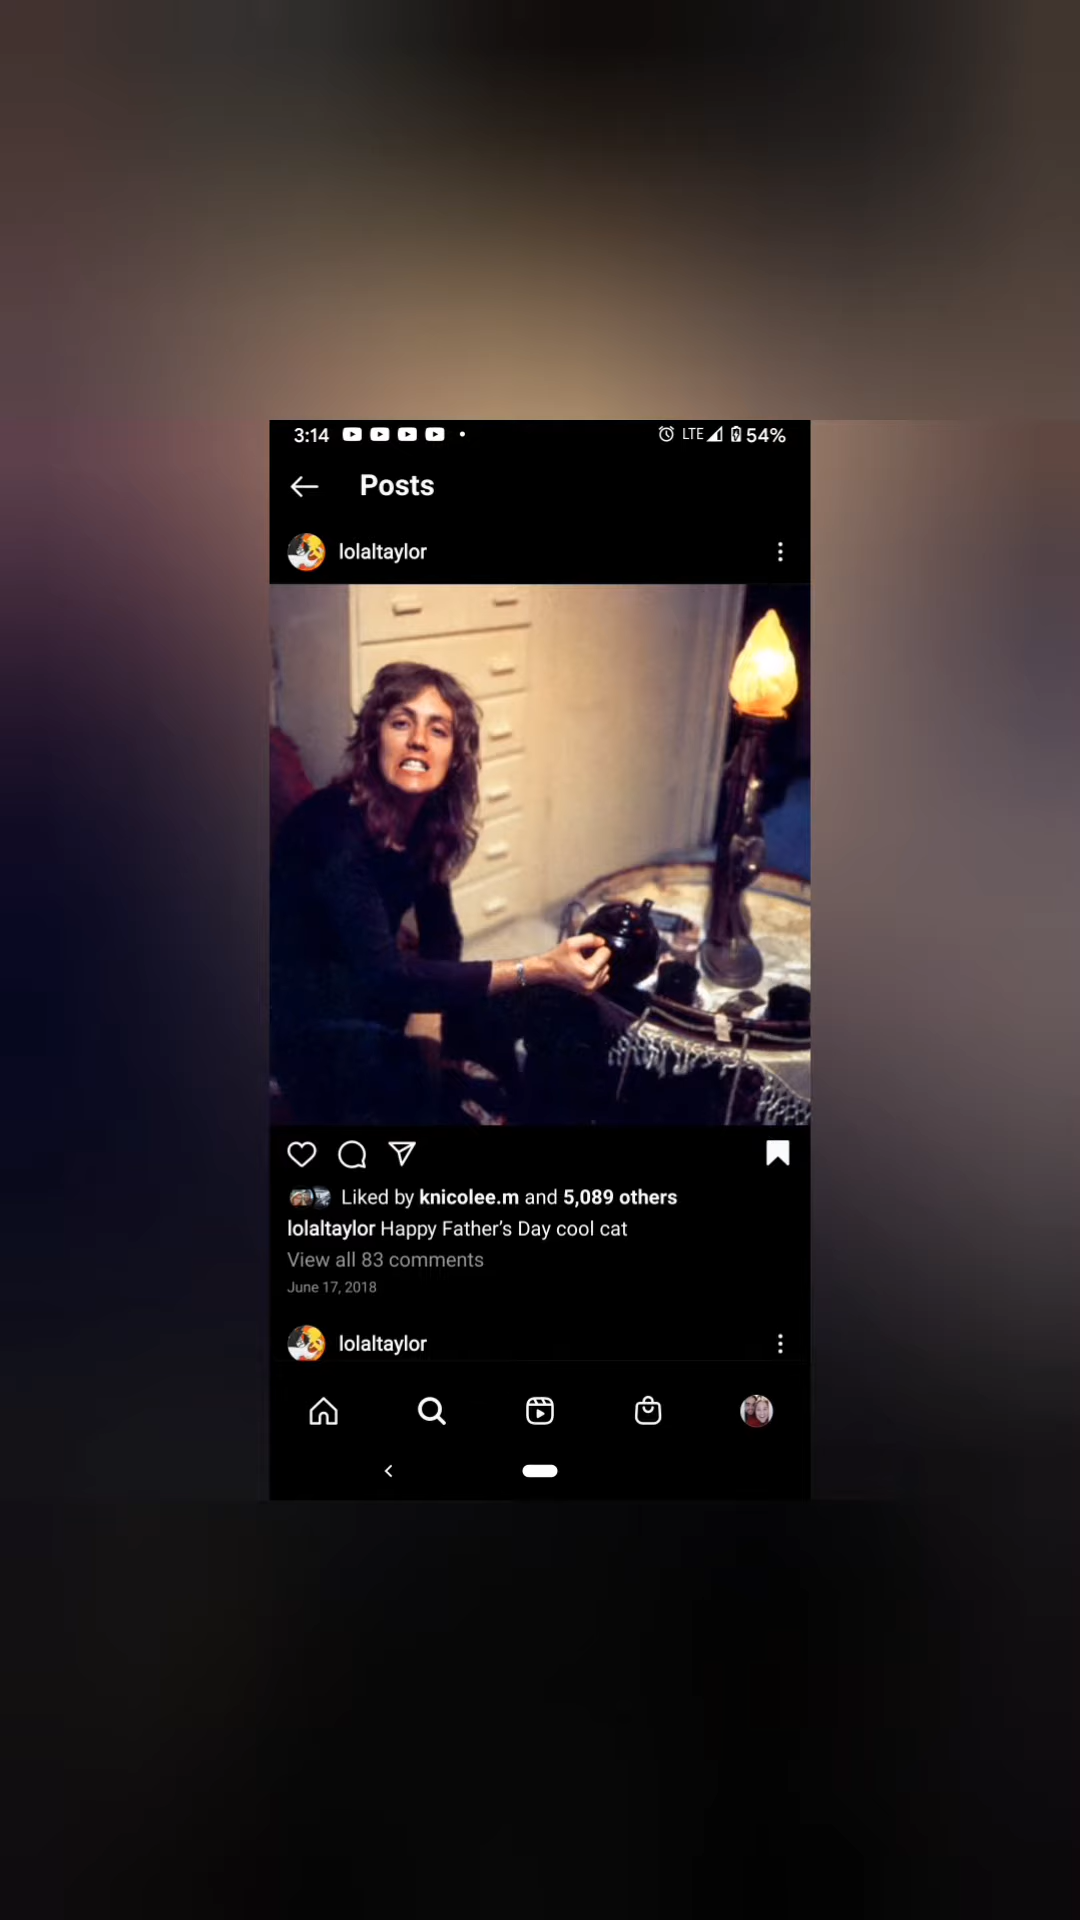 3:14 LTE 54%
Posts
lolaltaylor
Liked by knicolee.m and 5,089 others
lolaltaylor Happy Father's Day cool cat
View all 83 comments
June 17, 2018
lolaltaylor